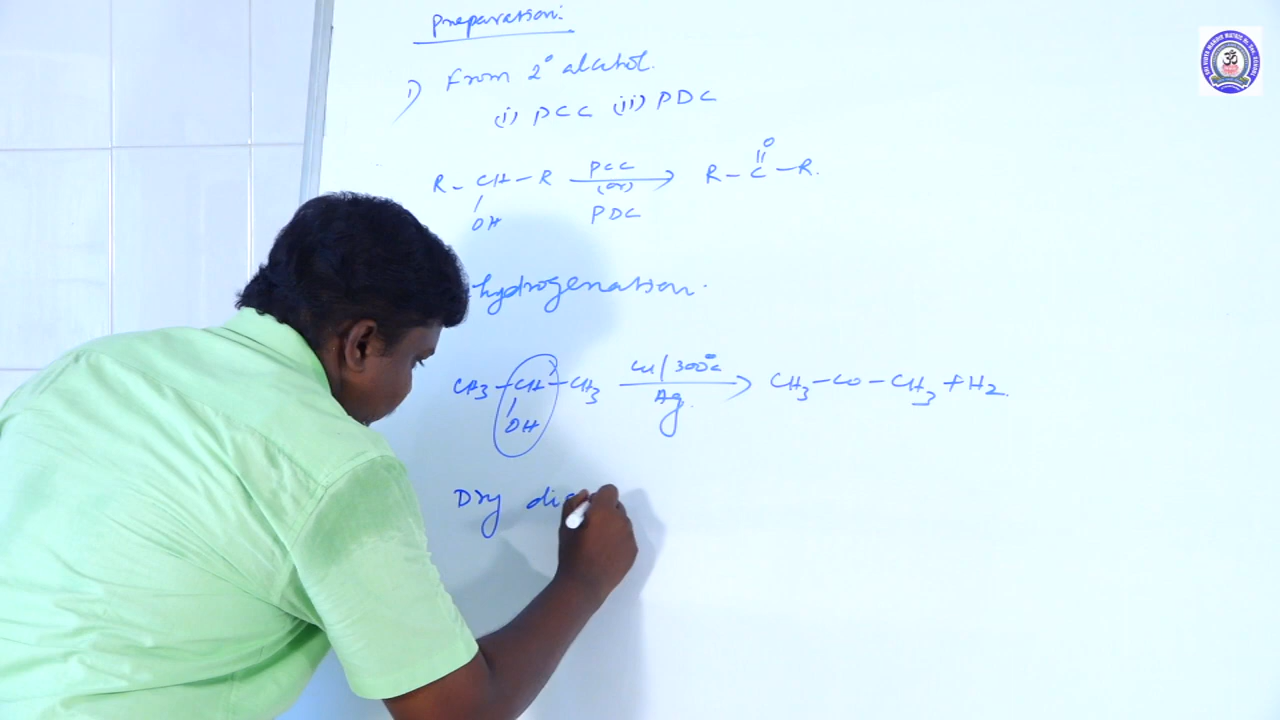 Preparation:
1) From 2° alcohol.
(i) PCC (ii) PDC
R - CH - R PCC (or) PDC → R - C - R.
OH
O
hydrogenation.
CH3 - CH - CH3 Cu / 300°C Ag → CH3 - CO - CH3 + H2.
OH
Dry